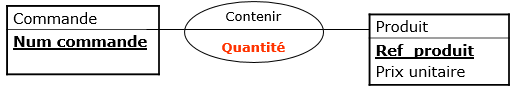 Commande
Num commande
Contenir
Quantité
Produit
Ref_produit
Prix unitaire